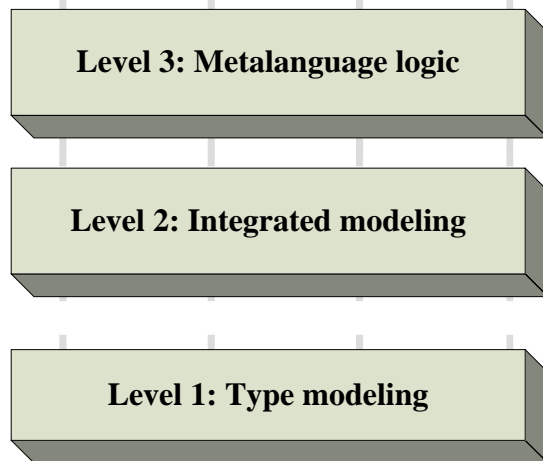 Level 3: Metalanguage logic
Level 2: Integrated modeling
Level 1: Type modeling